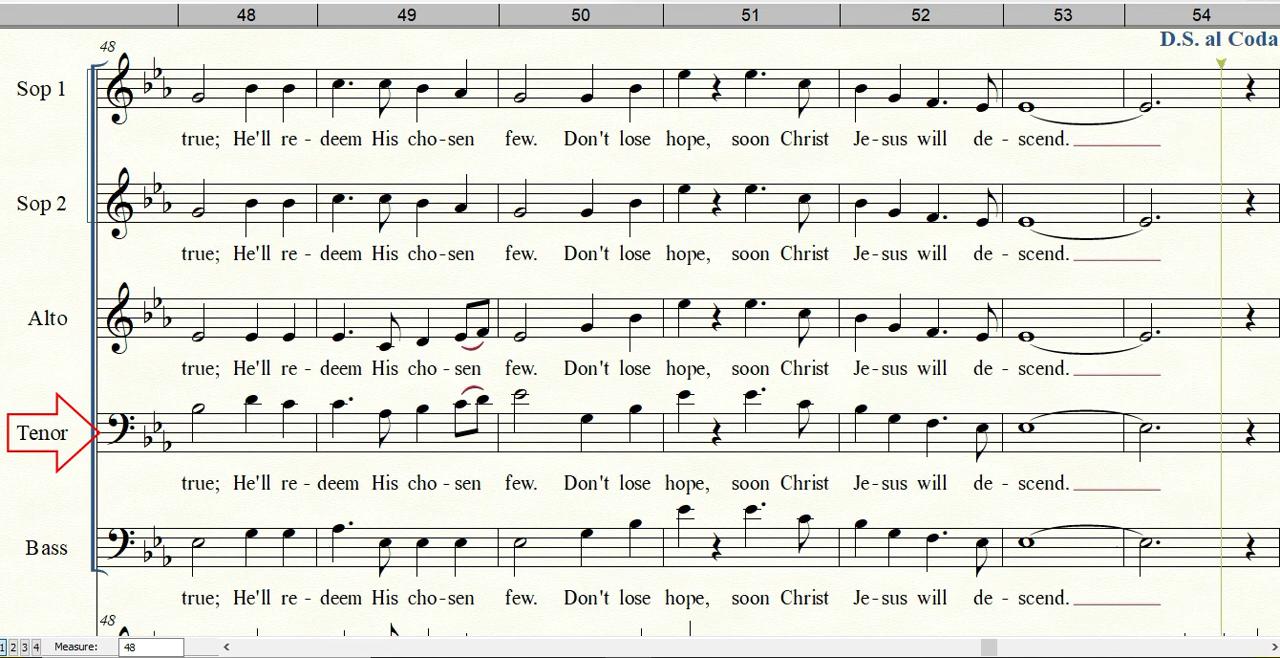 48 49 50 51 52 53 54
D.S. al Coda
48
Sop 1
true; He'll re - deem His cho - sen few. Don't lose hope, soon Christ Je - sus will de - scend.
Sop 2
true; He'll re - deem His cho - sen few. Don't lose hope, soon Christ Je - sus will de - scend.
Alto
true; He'll re - deem His cho - sen few. Don't lose hope, soon Christ Je - sus will de - scend.
Tenor
true; He'll re - deem His cho - sen few. Don't lose hope, soon Christ Je - sus will de - scend.
Bass
true; He'll re - deem His cho - sen few. Don't lose hope, soon Christ Je - sus will de - scend.
48
1 2 3 4 Measure: 48